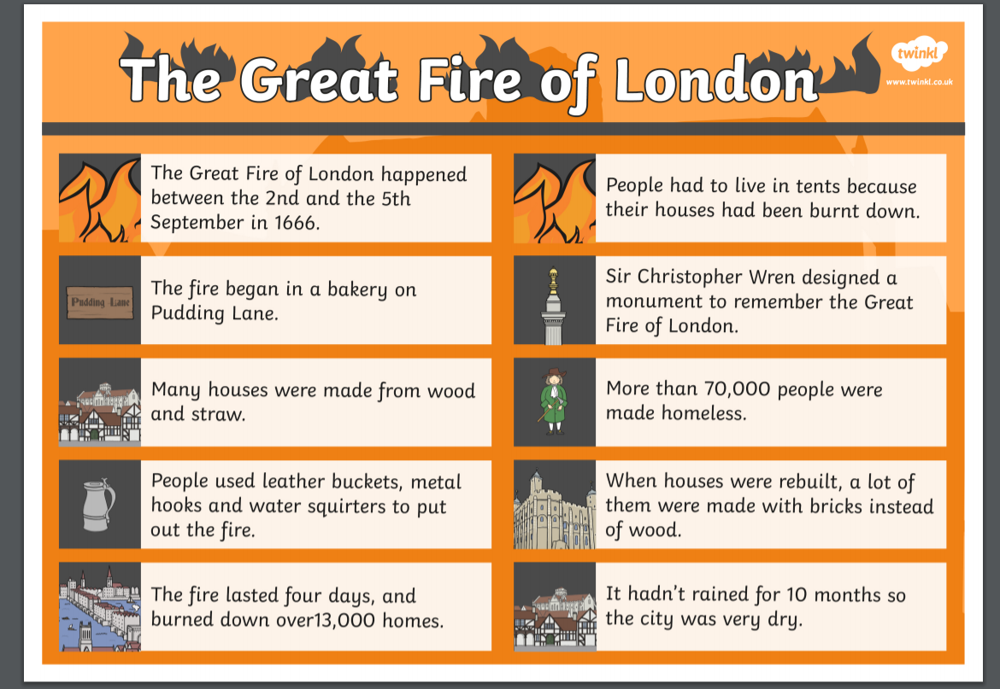 The Great Fire of London
twinkl
www.twinkl.co.uk
The Great Fire of London happened
between the 2nd and the 5th
September in 1666.
Pudding Lane
The fire began in a bakery on
Pudding Lane.
Many houses were made from wood
and straw.
People used leather buckets, metal
hooks and water squirters to put
out the fire.
The fire lasted four days, and
burned down over13,000 homes.
People had to live in tents because
their houses had been burnt down.
Sir Christopher Wren designed a
monument to remember the Great
Fire of London.
More than 70,000 people were
made homeless.
When houses were rebuilt, a lot of
them were made with bricks instead
of wood.
It hadn't rained for 10 months so
the city was very dry.